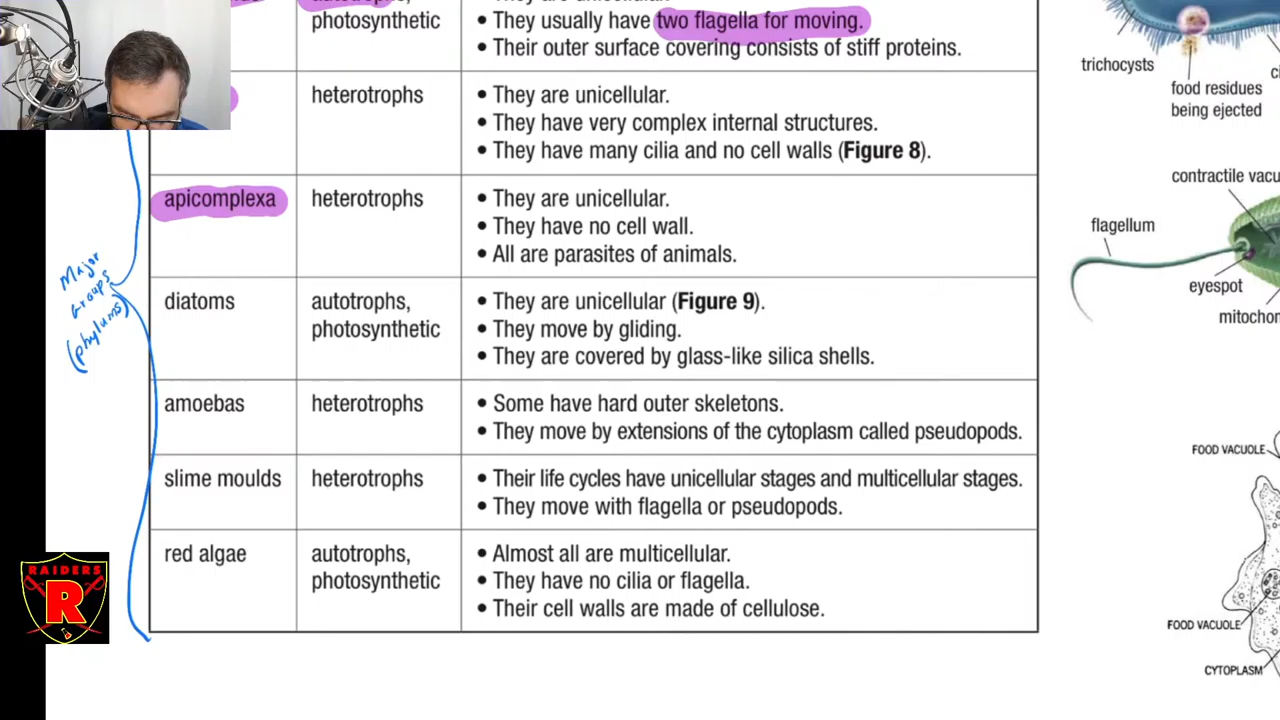 photosynthetic
• They usually have two flagella for moving.
• Their outer surface covering consists of stiff proteins.
heterotrophs
• They are unicellular.
• They have very complex internal structures.
• They have many cilia and no cell walls (Figure 8).
apicomplexa
heterotrophs
• They are unicellular.
• They have no cell wall.
• All are parasites of animals.
diatoms
autotrophs,
photosynthetic
• They are unicellular (Figure 9).
• They move by gliding.
• They are covered by glass-like silica shells.
amoebas
heterotrophs
• Some have hard outer skeletons.
• They move by extensions of the cytoplasm called pseudopods.
slime moulds
heterotrophs
• Their life cycles have unicellular stages and multicellular stages.
• They move with flagella or pseudopods.
red algae
autotrophs,
photosynthetic
• Almost all are multicellular.
• They have no cilia or flagella.
• Their cell walls are made of cellulose.
Major
Groups
(phylums)
RAIDERS
R
trichocysts
food residues
being ejected
contractile vacu
flagellum
eyespot
mitochon
FOOD VACUOLE
FOOD VACUOLE
CYTOPLASM